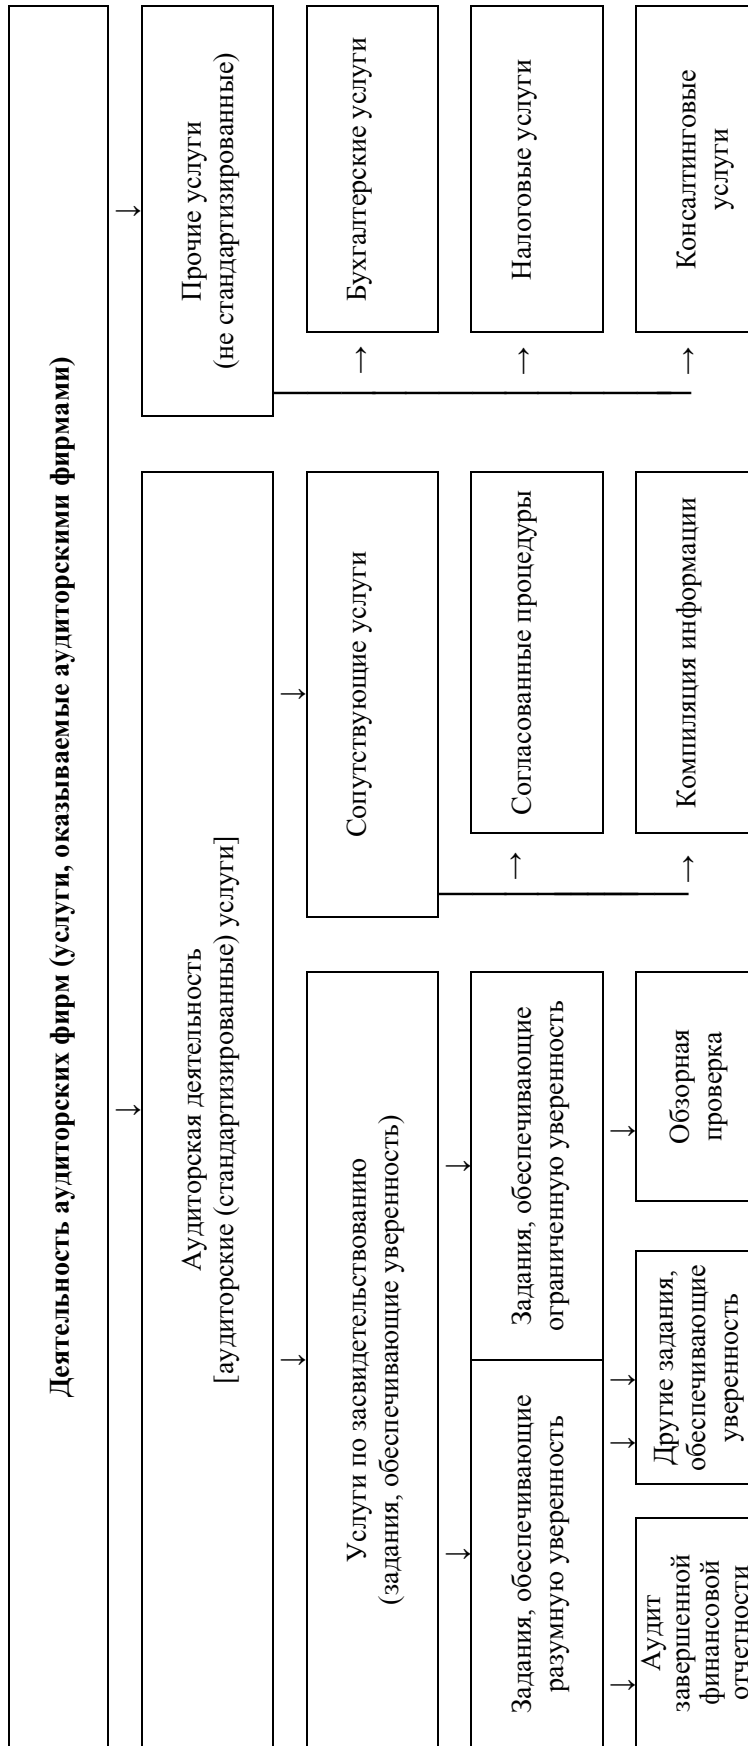 Деятельность аудиторских фирм (услуги, оказываемые аудиторскими фирмами)
Аудиторская деятельность
[аудиторские (стандартизированные) услуги]
Прочие услуги
(не стандартизированные)
Услуги по засвидетельствованию
(задания, обеспечивающие уверенность)
Сопутствующие услуги
Бухгалтерские услуги
Задания, обеспечивающие
разумную уверенность
Задания, обеспечивающие
ограниченную уверенность
Согласованные процедуры
Налоговые услуги
Аудит
завершенной
финансовой
отчетности
Другие задания,
обеспечивающие
уверенность
Обзорная
проверка
Компиляция информации
Консалтинговые
услуги